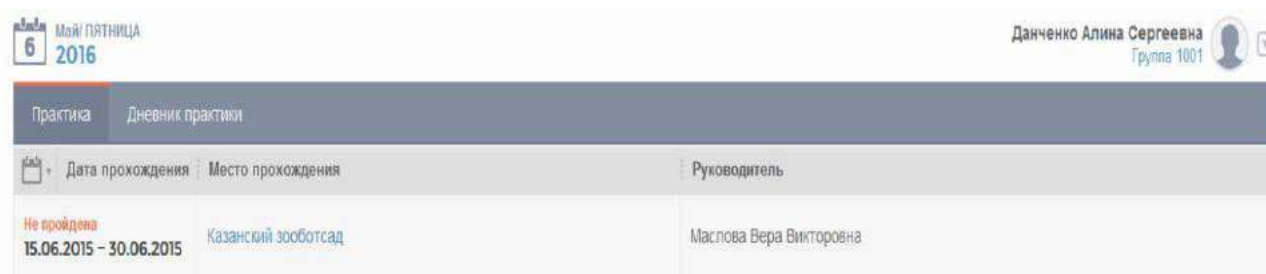 6
Май/ ПЯТНИЦА
2016
Данченко Алина Сергеевна
Группа 1001
Практика Дневник практики
Дата прохождения Место прохождения Руководитель
Не пройдена
15.06.2015 – 30.06.2015
Казанский зооботсад
Маслова Вера Викторовна